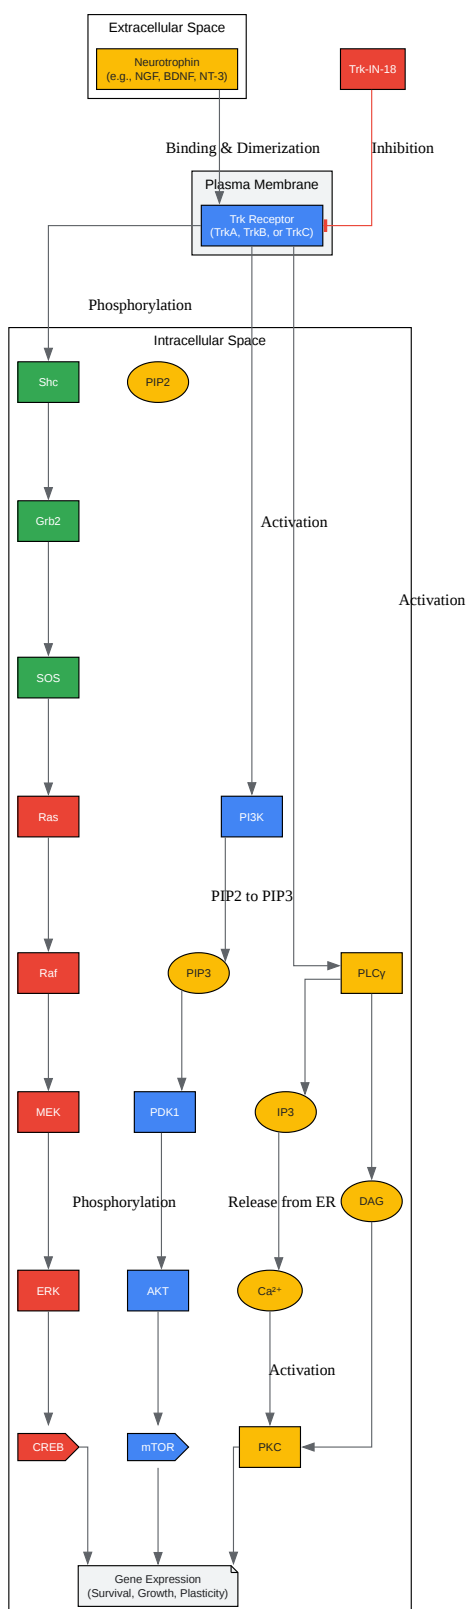 Extracellular Space
Neurotrophin
(e.g., NGF, BDNF, NT-3)
Trk-IN-18
Binding & Dimerization
Inhibition
Plasma Membrane
Trk Receptor
(TrkA, TrkB, or TrkC)
Phosphorylation
Intracellular Space
Shc
PIP2
Grb2
Activation
Activation
SOS
Ras
PI3K
PIP2 to PIP3
Raf
PIP3
PLCγ
MEK
PDK1
IP3
Phosphorylation
Release from ER
DAG
ERK
AKT
Ca²⁺
Activation
CREB
mTOR
PKC
Gene Expression
(Survival, Growth, Plasticity)